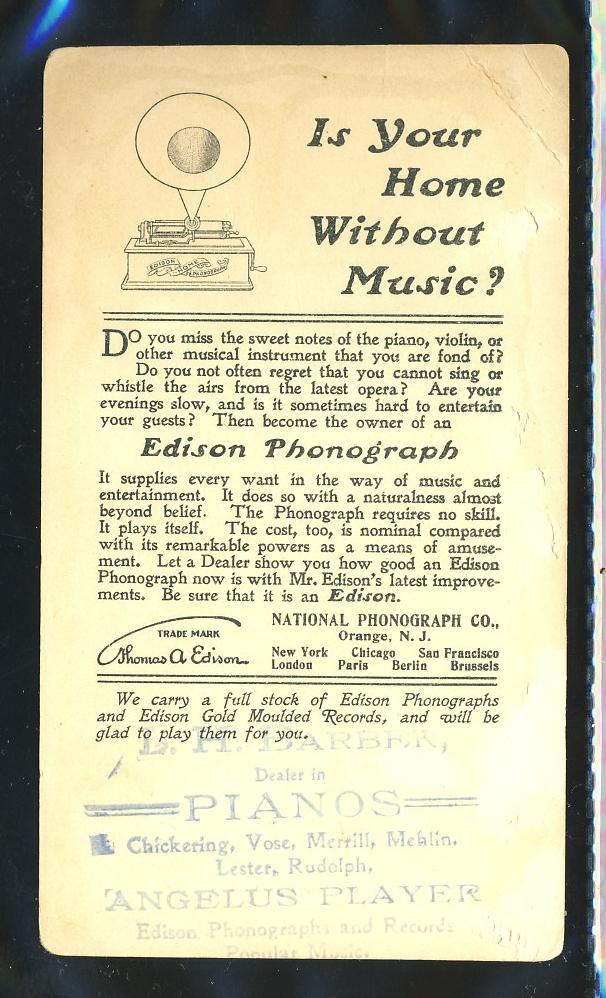 Is Your
Home
Without
Music?
EDISON HOME PHONOGRAPH
DO you miss the sweet notes of the piano, violin, or
other musical instrument that you are fond of?
Do you not often regret that you cannot sing or
whistle the airs from the latest opera? Are your
evenings slow, and is it sometimes hard to entertain
your guests? Then become the owner of an
Edison Phonograph
It supplies every want in the way of music and
entertainment. It does so with a naturalness almost
beyond belief. The Phonograph requires no skill.
It plays itself. The cost, too, is nominal compared
with its remarkable powers as a means of amuse-
ment. Let a Dealer show you how good an Edison
Phonograph now is with Mr. Edison's latest improve-
ments. Be sure that it is an Edison.
TRADE MARK
Thomas A Edison
NATIONAL PHONOGRAPH CO.,
Orange, N. J.
New York Chicago San Francisco
London Paris Berlin Brussels
We carry a full stock of Edison Phonographs
and Edison Gold Moulded Records, and will be
glad to play them for you.
L. H. BARBER,
Dealer in
PIANOS
Chickering, Vose, Merrill, Mehlin,
Lester, Rudolph,
ANGELUS PLAYER
Edison Phonographs and Records
Popular Music.